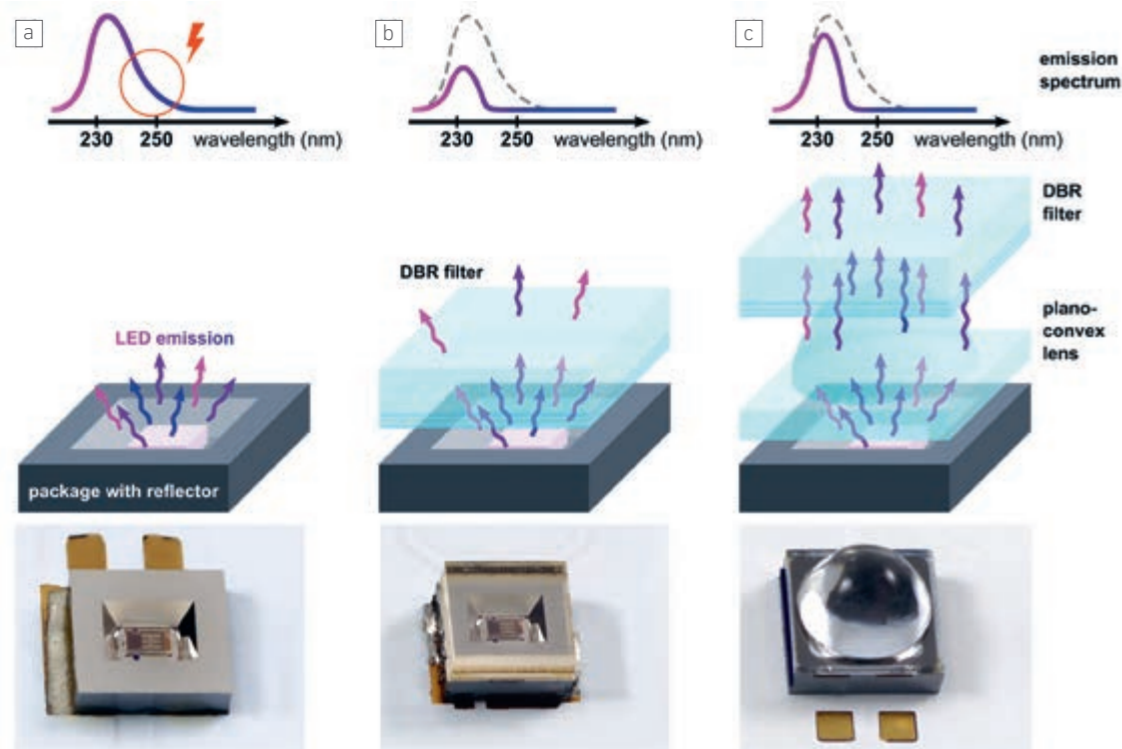 a
b
c
emission
spectrum
230 250 wavelength (nm)
230 250 wavelength (nm)
230 250 wavelength (nm)
DBR
filter
DBR filter
plano-
convex
lens
LED emission
package with reflector